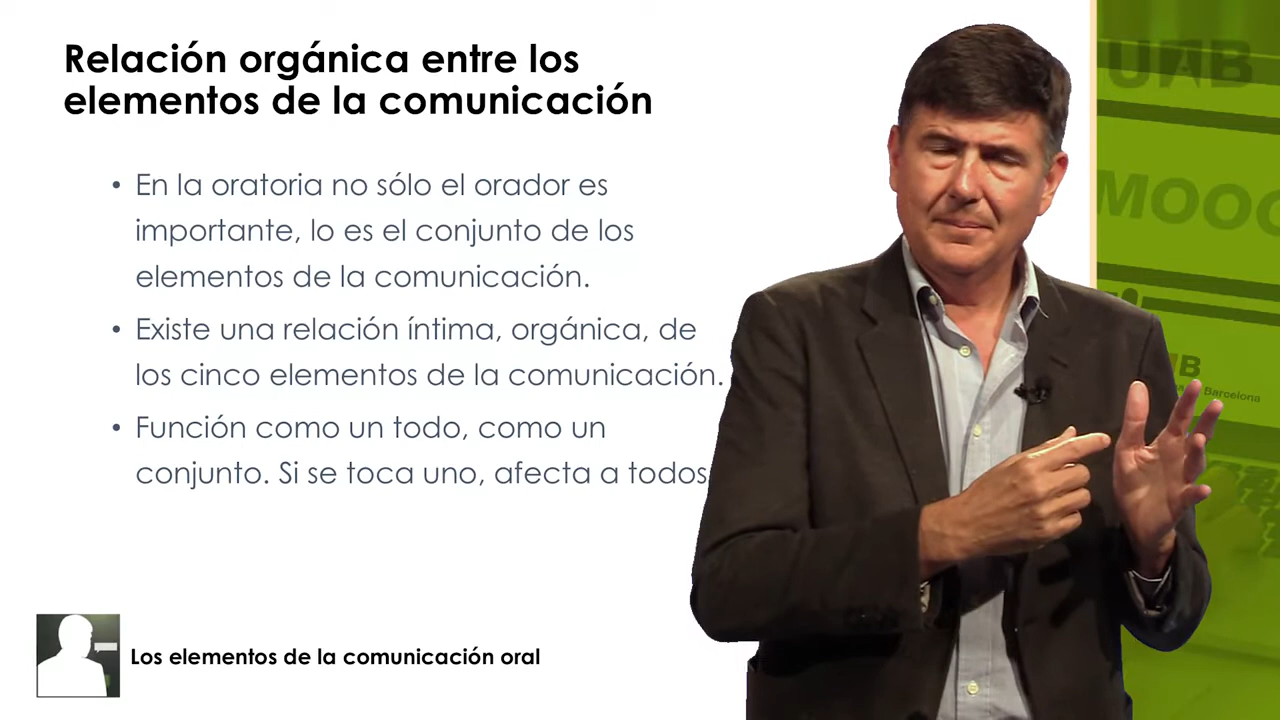 Relación orgánica entre los
elementos de la comunicación
• En la oratoria no sólo el orador es
importante, lo es el conjunto de los
elementos de la comunicación.
• Existe una relación íntima, orgánica, de
los cinco elementos de la comunicación.
• Función como un todo, como un
conjunto. Si se toca uno, afecta a todos
Los elementos de la comunicación oral
UAB
MOOC
Barcelona